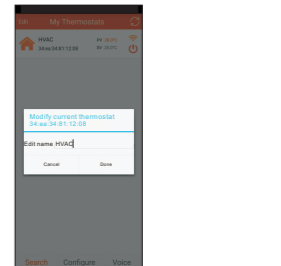 Edit My Thermostats
HVAC
34:ea:34:81:12:08
Modify current thermostat
34:ea:34:81:12:08
Edit name HVAC
Cancel Done
Search Configure Voice